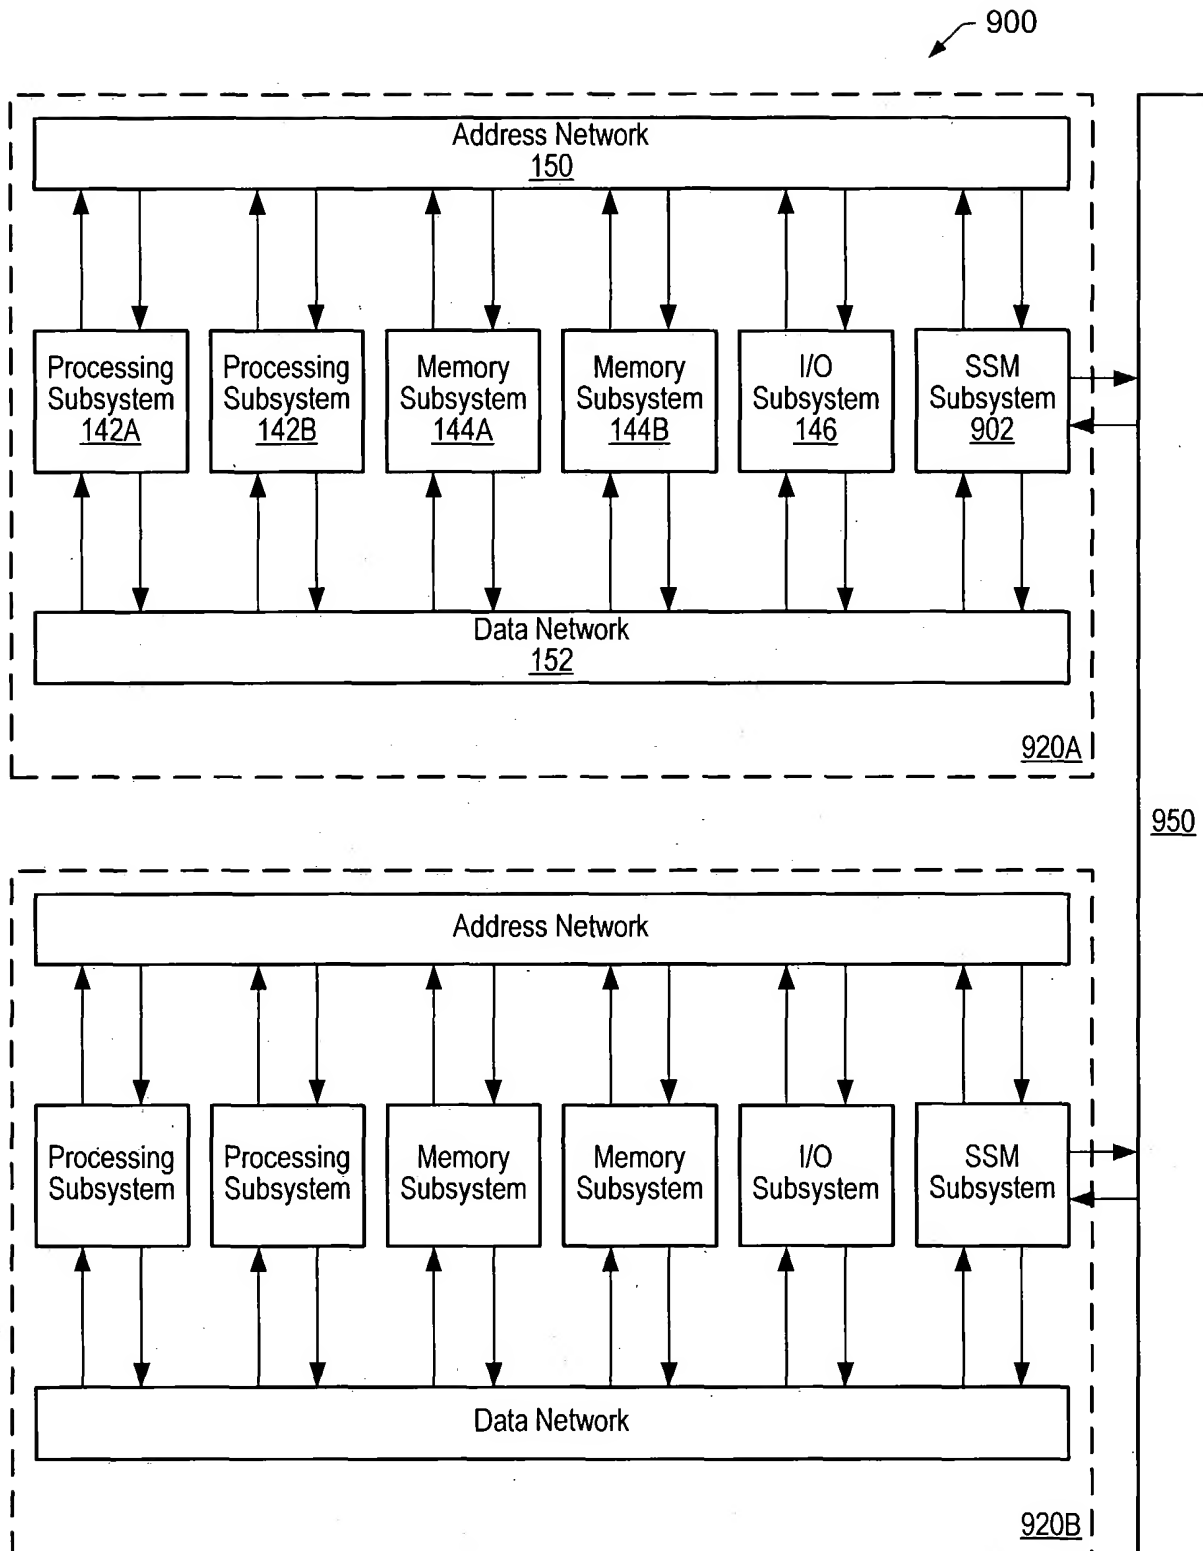 900
Address Network
150
Processing
Subsystem
142A
Processing
Subsystem
142B
Memory
Subsystem
144A
Memory
Subsystem
144B
I/O
Subsystem
146
SSM
Subsystem
902
Data Network
152
920A
950
Address Network
Processing
Subsystem
Processing
Subsystem
Memory
Subsystem
Memory
Subsystem
I/O
Subsystem
SSM
Subsystem
Data Network
920B